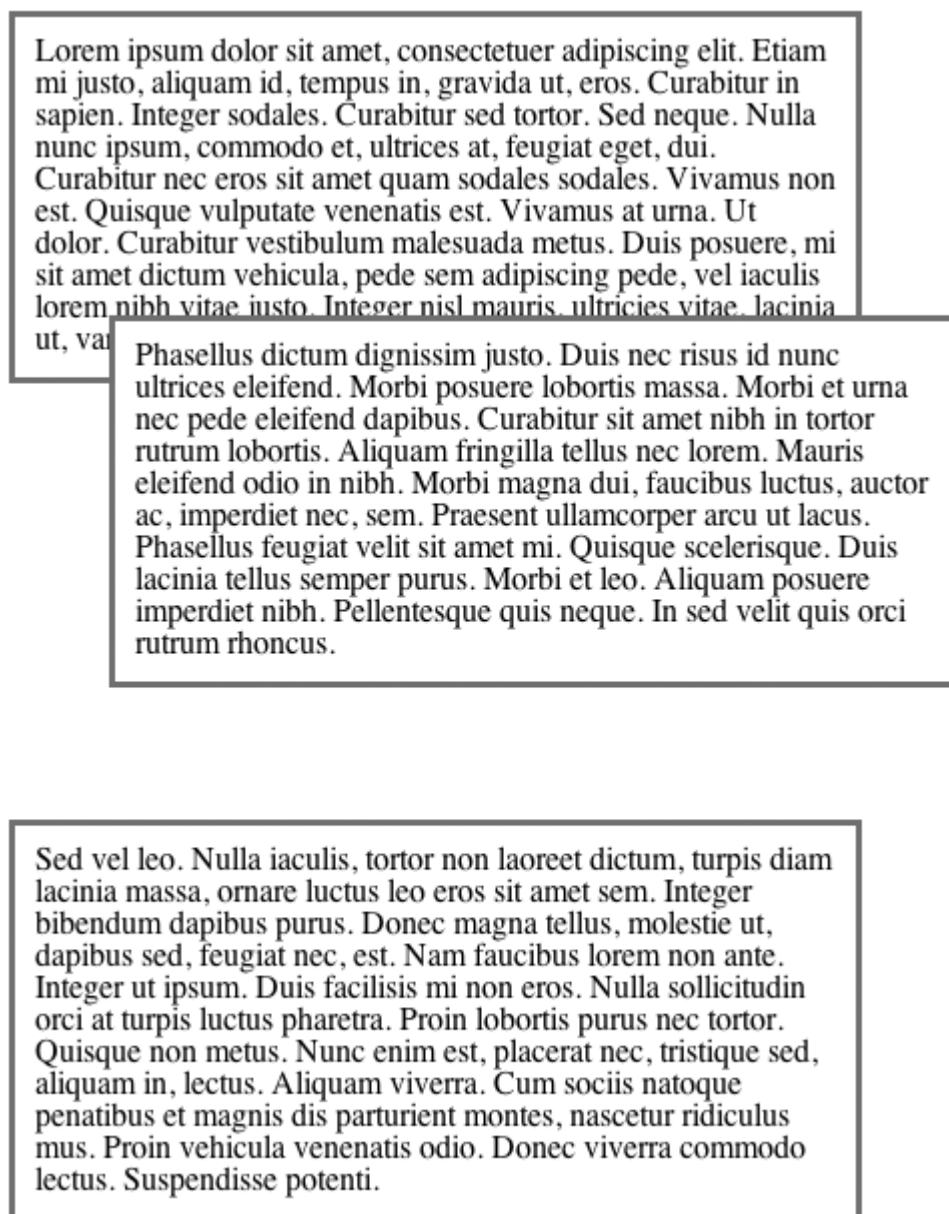 Lorem ipsum dolor sit amet, consectetuer adipiscing elit. Etiam
mi justo, aliquam id, tempus in, gravida ut, eros. Curabitur in
sapien. Integer sodales. Curabitur sed tortor. Sed neque. Nulla
nunc ipsum, commodo et, ultrices at, feugiat eget, dui.
Curabitur nec eros sit amet quam sodales sodales. Vivamus non
est. Quisque vulputate venenatis est. Vivamus at urna. Ut
dolor. Curabitur vestibulum malesuada metus. Duis posuere, mi
sit amet dictum vehicula, pede sem adipiscing pede, vel iaculis
lorem nibh vitae justo. Integer nisl mauris, ultricies vitae, lacinia
ut,
Phasellus dictum dignissim justo. Duis nec risus id nunc
ultrices eleifend. Morbi posuere lobortis massa. Morbi et urna
nec pede eleifend dapibus. Curabitur sit amet nibh in tortor
rutrum lobortis. Aliquam fringilla tellus nec lorem. Mauris
eleifend odio in nibh. Morbi magna dui, faucibus luctus, auctor
ac, imperdiet nec, sem. Praesent ullamcorper arcu ut lacus.
Phasellus feugiat velit sit amet mi. Quisque scelerisque. Duis
lacinia tellus semper purus. Morbi et leo. Aliquam posuere
imperdiet nibh. Pellentesque quis neque. In sed velit quis orci
rutrum rhoncus.
Sed vel leo. Nulla iaculis, tortor non laoreet dictum, turpis diam
lacinia massa, ornare luctus leo eros sit amet sem. Integer
bibendum dapibus purus. Donec magna tellus, molestie ut,
dapibus sed, feugiat nec, est. Nam faucibus lorem non ante.
Integer ut ipsum. Duis facilisis mi non eros. Nulla sollicitudin
orci at turpis luctus pharetra. Proin lobortis purus nec tortor.
Quisque non metus. Nunc enim est, placerat nec, tristique sed,
aliquam in, lectus. Aliquam viverra. Cum sociis natoque
penatibus et magnis dis parturient montes, nascetur ridiculus
mus. Proin vehicula venenatis odio. Donec viverra commodo
lectus. Suspendisse potenti.